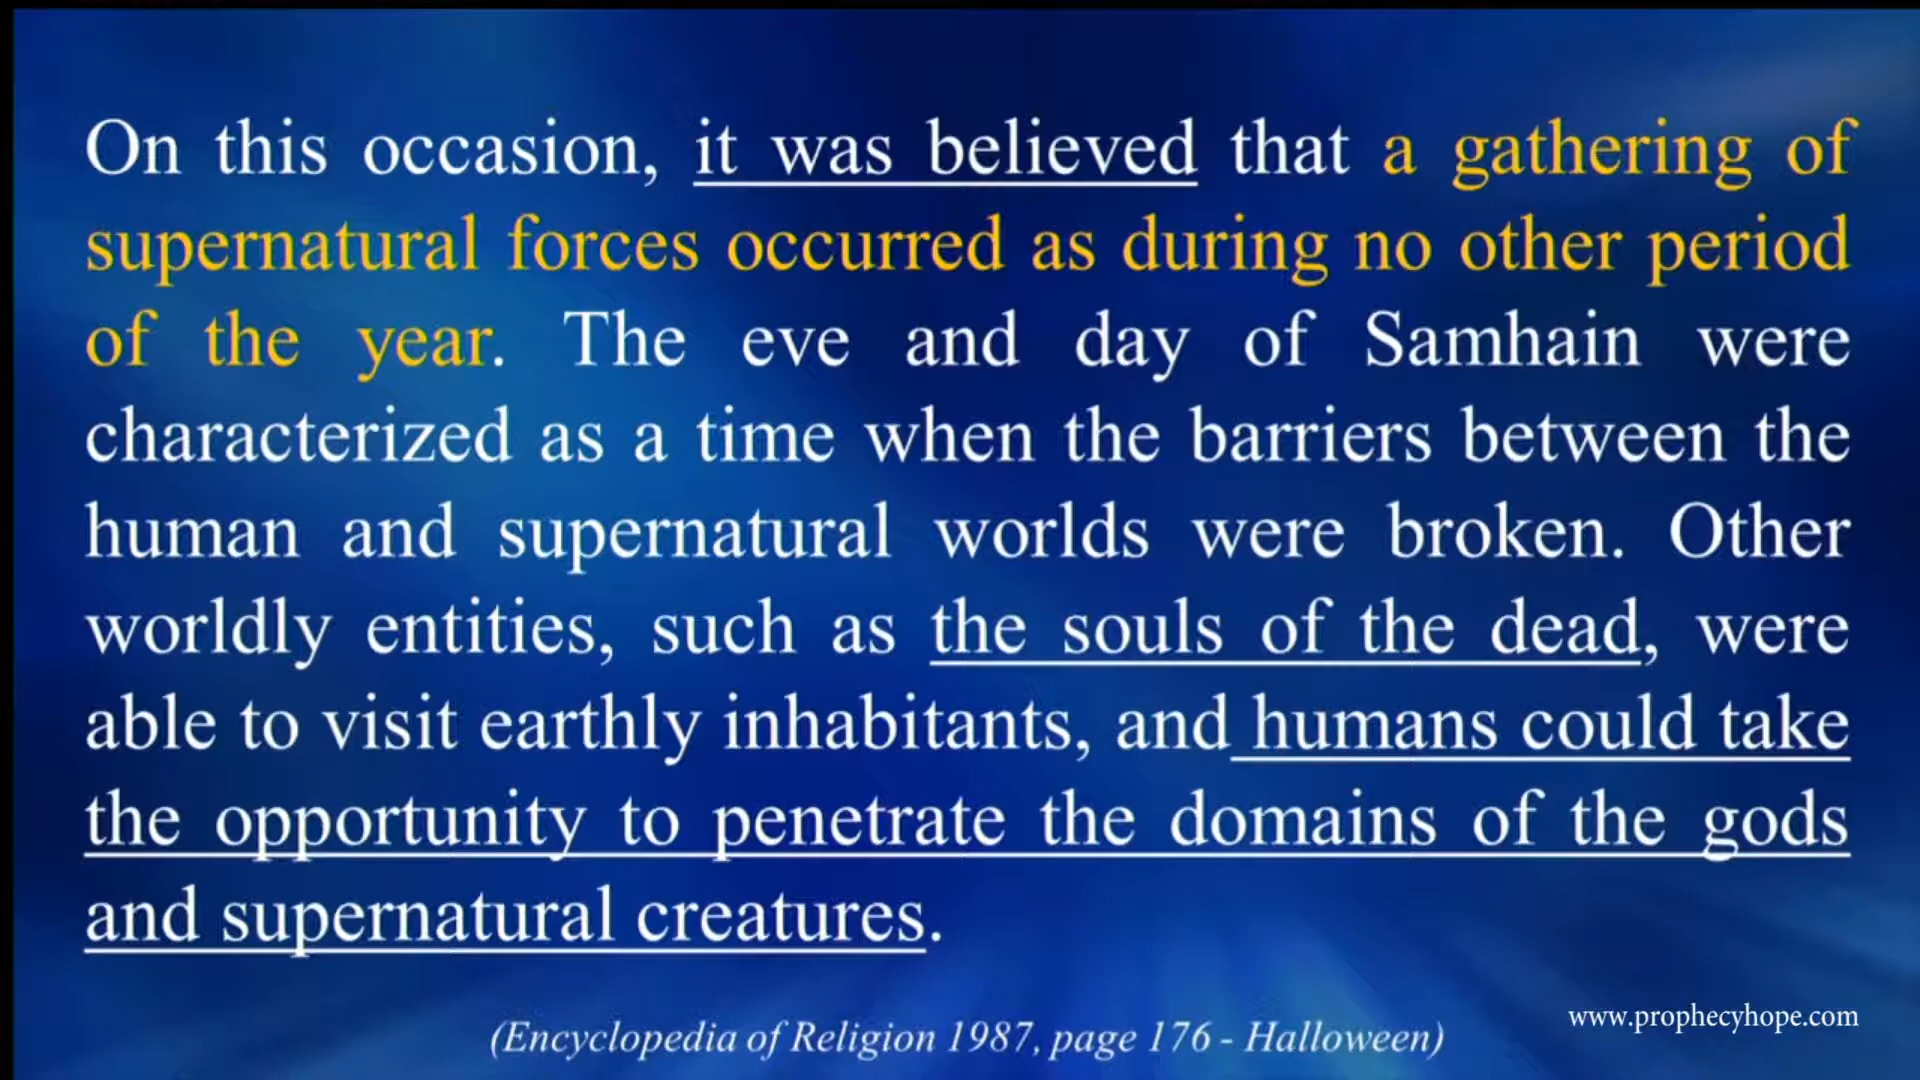 On this occasion, it was believed that a gathering of
supernatural forces occurred as during no other period
of the year. The eve and day of Samhain were
characterized as a time when the barriers between the
human and supernatural worlds were broken. Other
worldly entities, such as the souls of the dead, were
able to visit earthly inhabitants, and humans could take
the opportunity to penetrate the domains of the gods
and supernatural creatures.
www.prophecyhope.com
(Encyclopedia of Religion 1987, page 176 - Halloween)